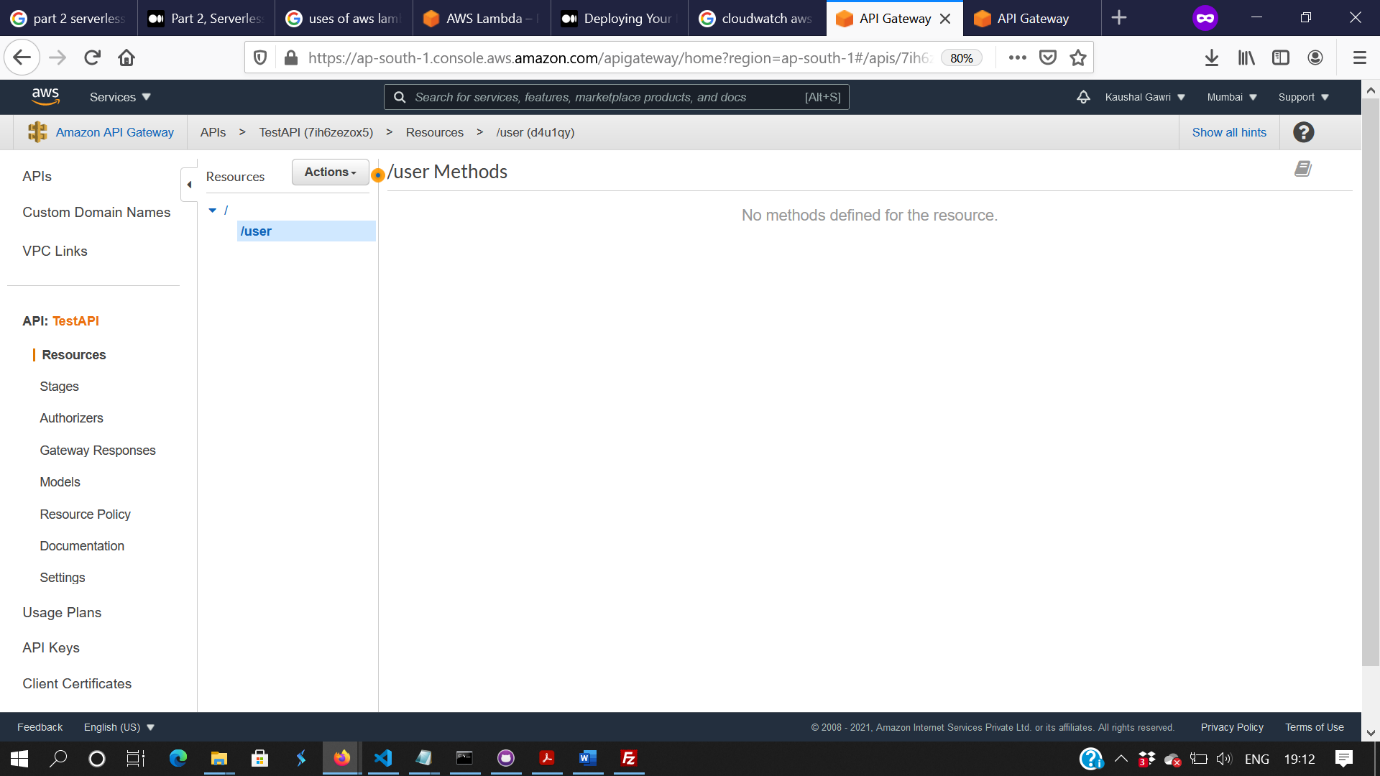 part 2 serverless
Part 2, Serverles
uses of aws lam
AWS Lambda –
Deploying Your
cloudwatch aws
API Gateway
API Gateway
https://ap-south-1.console.aws.amazon.com/apigateway/home?region=ap-south-1#/apis/7ih6z
80%
aws
Services
Search for services, features, marketplace products, and docs [Alt+S]
Kaushal Gawri
Mumbai
Support
Amazon API Gateway
APIs > TestAPI (7ih6zezox5) > Resources > /user (d4u1qy)
Show all hints
?
APIs
Custom Domain Names
VPC Links
API: TestAPI
Resources
Stages
Authorizers
Gateway Responses
Models
Resource Policy
Documentation
Settings
Usage Plans
API Keys
Client Certificates
Resources
Actions
/
/user
/user Methods
No methods defined for the resource.
Feedback
English (US)
© 2008 - 2021, Amazon Internet Services Private Ltd. or its affiliates. All rights reserved.
Privacy Policy
Terms of Use
3
ENG
19:12